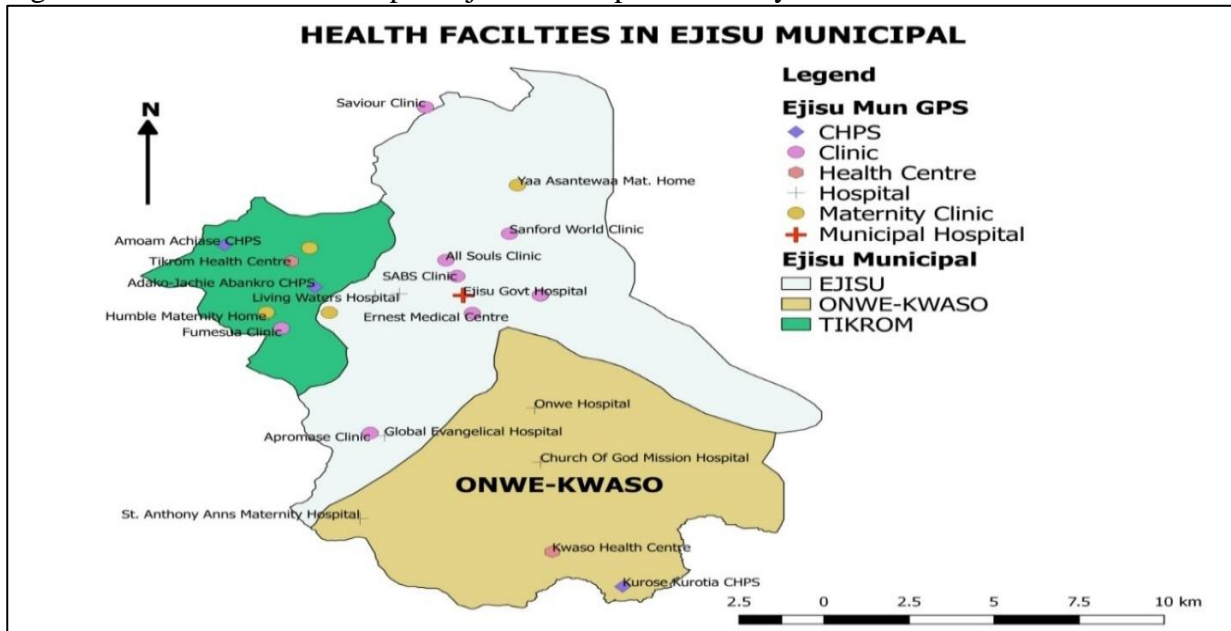 HEALTH FACILTIES IN EJISU MUNICIPAL
N
Saviour Clinic
Yaa Asantewaa Mat. Home
Sanford World Clinic
Amoam Achiase CHPS
All Souls Clinic
Tikrom Health Centre
SABS Clinic
Adako-Jachie Abankro CHPS
Living Waters Hospital
Ejisu Govt Hospital
Humble Maternity Home
Ernest Medical Centre
Fumesua Clinic
Onwe Hospital
Apromase Clinic
Global Evangelical Hospital
Church Of God Mission Hospital
ONWE-KWASO
St. Anthony Anns Maternity Hospital
Kwaso Health Centre
Kurose Kurotia CHPS
Legend
Ejisu Mun GPS
CHPS
Clinic
Health Centre
Hospital
Maternity Clinic
Municipal Hospital
Ejisu Municipal
EJISU
ONWE-KWASO
TIKROM
2.5 0 2.5 5 7.5 10 km